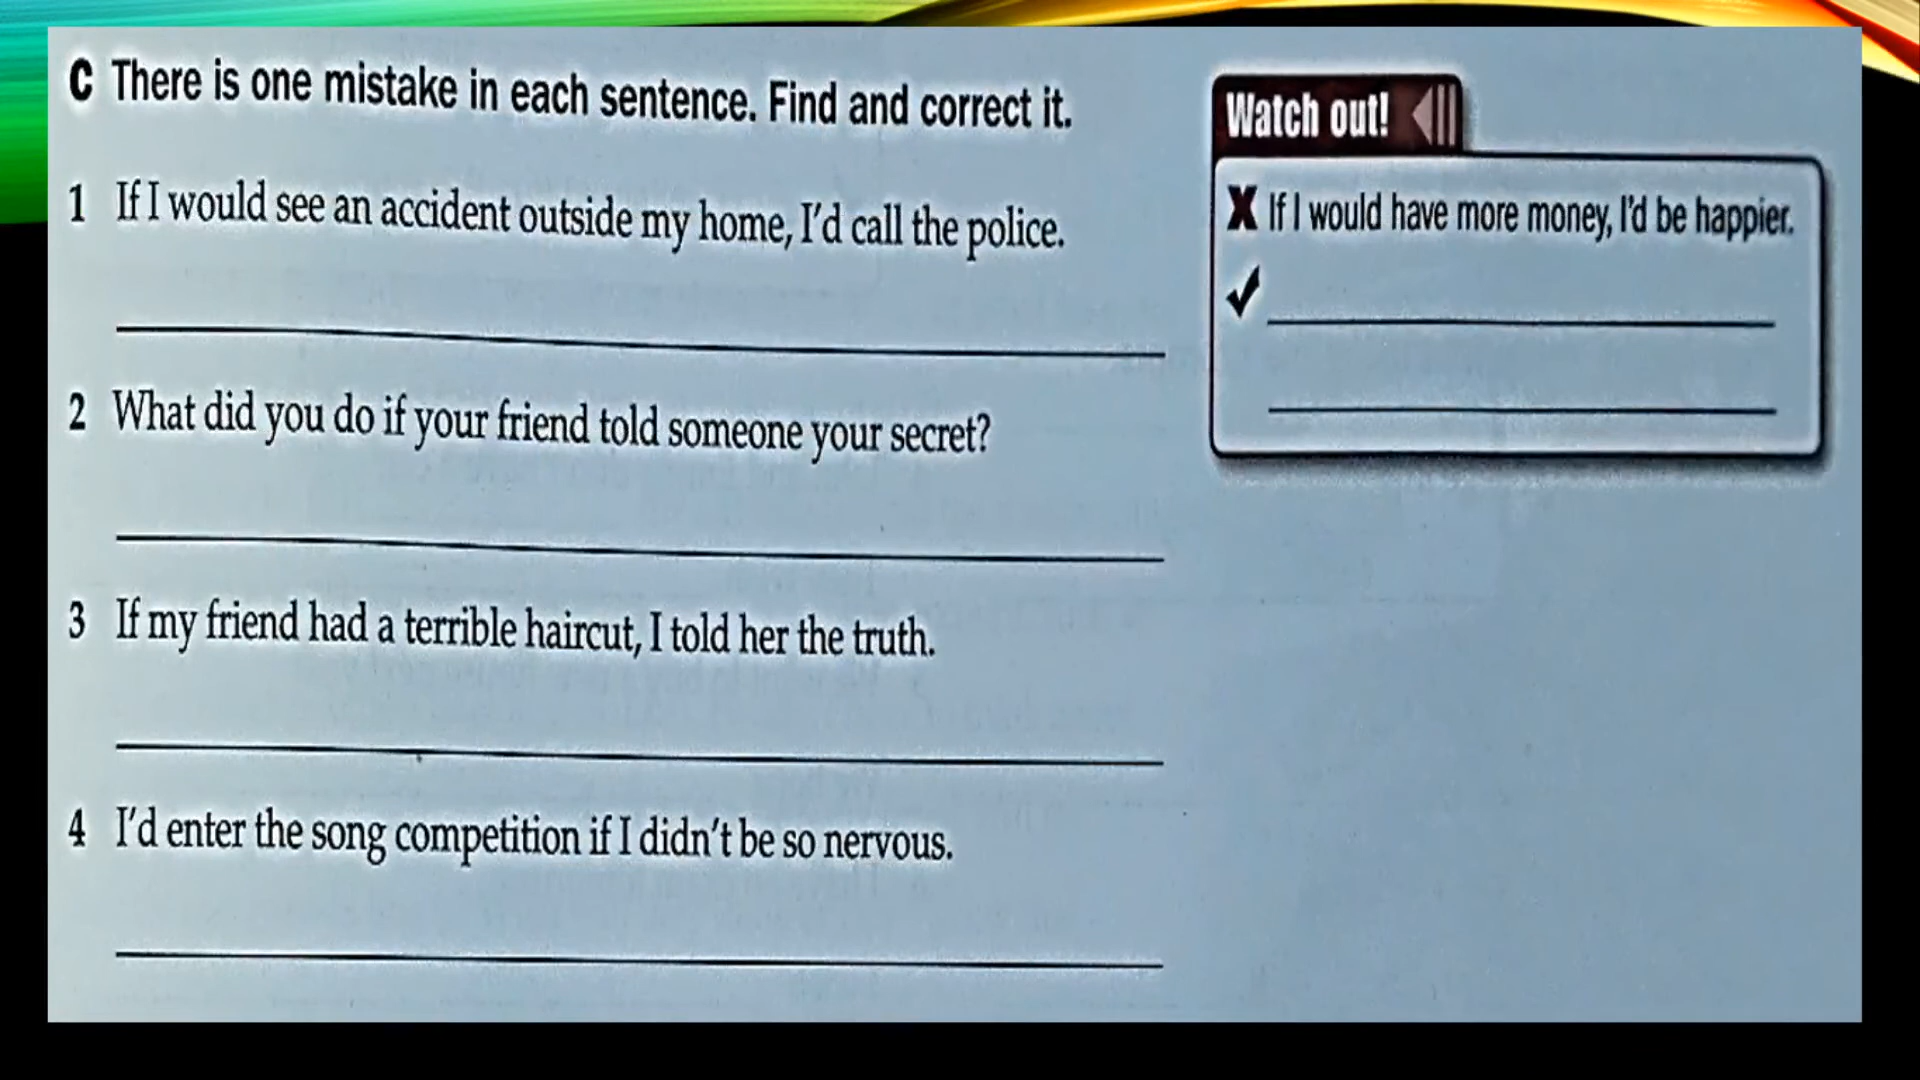 C There is one mistake in each sentence. Find and correct it.
1 If I would see an accident outside my home, I'd call the police.
2 What did you do if your friend told someone your secret?
3 If my friend had a terrible haircut, I told her the truth.
4 I'd enter the song competition if I didn't be so nervous.
Watch out!
X If I would have more money, I'd be happier.
✓